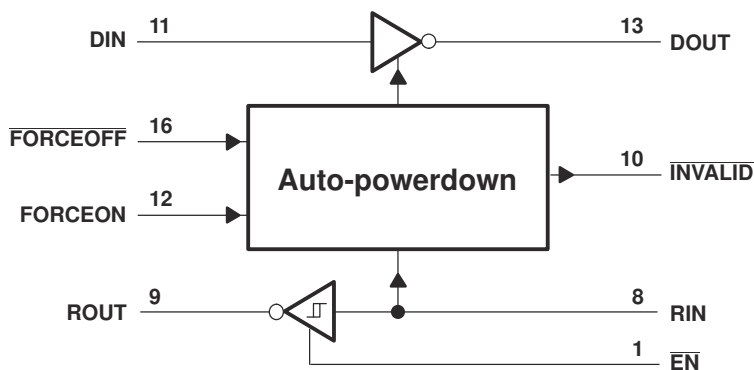 DIN 11 13 DOUT
FORCEOFF 16
Auto-powerdown
10 INVALID
FORCEON 12
ROUT 9 8 RIN
1 EN